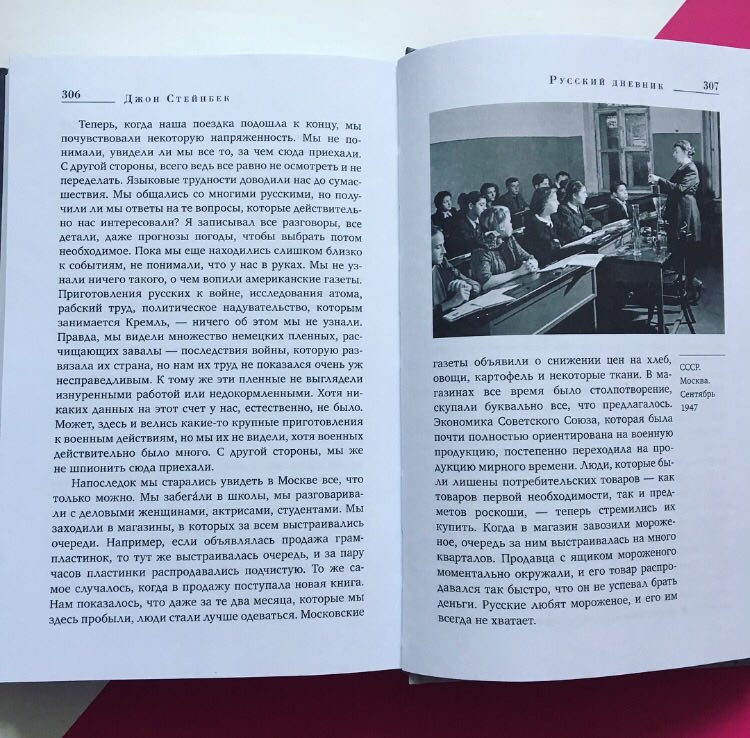 306
Джон Стейнбек
Теперь, когда наша поездка подошла к концу, мы
почувствовали некоторую напряженность. Мы не по-
нимали, увидели ли мы все то, за чем сюда приехали.
С другой стороны, всего ведь все равно не осмотреть и не
переделать. Языковые трудности доводили нас до сумас-
шествия. Мы общались со многими русскими, но полу-
чили ли мы ответы на те вопросы, которые действитель-
но нас интересовали? Я записывал все разговоры, все
детали, даже прогнозы погоды, чтобы выбрать потом
необходимое. Пока мы еще находились слишком близко
к событиям, не понимали, что у нас в руках. Мы не уз-
нали ничего такого, о чем вопили американские газеты.
Приготовления русских к войне, исследования атома,
рабский труд, политическое надувательство, которым
занимается Кремль, — ничего об этом мы не узнали.
Правда, мы видели множество немецких пленных, рас-
чищающих завалы — последствия войны, которую раз-
вязала их страна, но нам их труд не показался очень уж
несправедливым. К тому же эти пленные не выглядели
изнуренными работой или недокормленными. Хотя ни-
каких данных на этот счет у нас, естественно, не было.
Может, здесь и велись какие-то крупные приготовления
к военным действиям, но мы их не видели, хотя военных
действительно было много. С другой стороны, мы же
не шпионить сюда приехали.
Напоследок мы старались увидеть в Москве все, что
только можно. Мы забега́ли в школы, мы разговарива-
ли с деловыми женщинами, актрисами, студентами. Мы
заходили в магазины, в которых за всем выстраивались
очереди. Например, если объявлялась продажа грам-
пластинок, то тут же выстраивалась очередь, и за пару
часов пластинки распродавались подчистую. То же са-
мое случалось, когда в продажу поступала новая книга.
Нам показалось, что даже за те два месяца, которые мы
здесь пробыли, люди стали лучше одеваться. Московские
Русский дневник
307
газеты объявили о снижении цен на хлеб,
овощи, картофель и некоторые ткани. В ма-
газинах все время было столпотворение,
скупали буквально все, что предлагалось.
Экономика Советского Союза, которая была
почти полностью ориентирована на военную
продукцию, постепенно переходила на про-
дукцию мирного времени. Люди, которые бы-
ли лишены потребительских товаров — как
товаров первой необходимости, так и пред-
метов роскоши, — теперь стремились их
купить. Когда в магазин завозили мороже-
ное, очередь за ним выстраивалась на много
кварталов. Продавца с ящиком мороженого
моментально окружали, и его товар распро-
давался так быстро, что он не успевал брать
деньги. Русские любят мороженое, и его им
всегда не хватает.
СССР.
Москва.
Сентябрь
1947